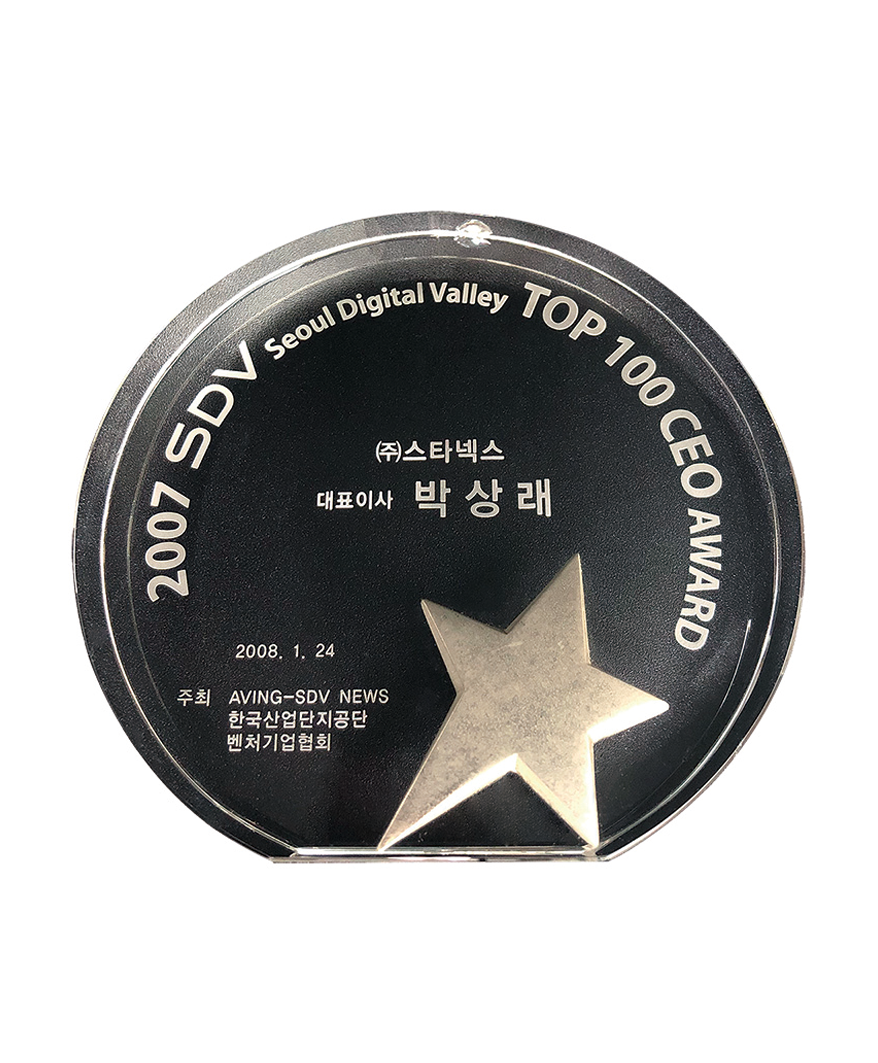 2007 SDV Seoul Digital Valley TOP 100 CEO AWARD
㈜스타넥스
대표이사 박상래
2008. 1. 24
주최 AVING-SDV NEWS
한국산업단지공단
벤처기업협회